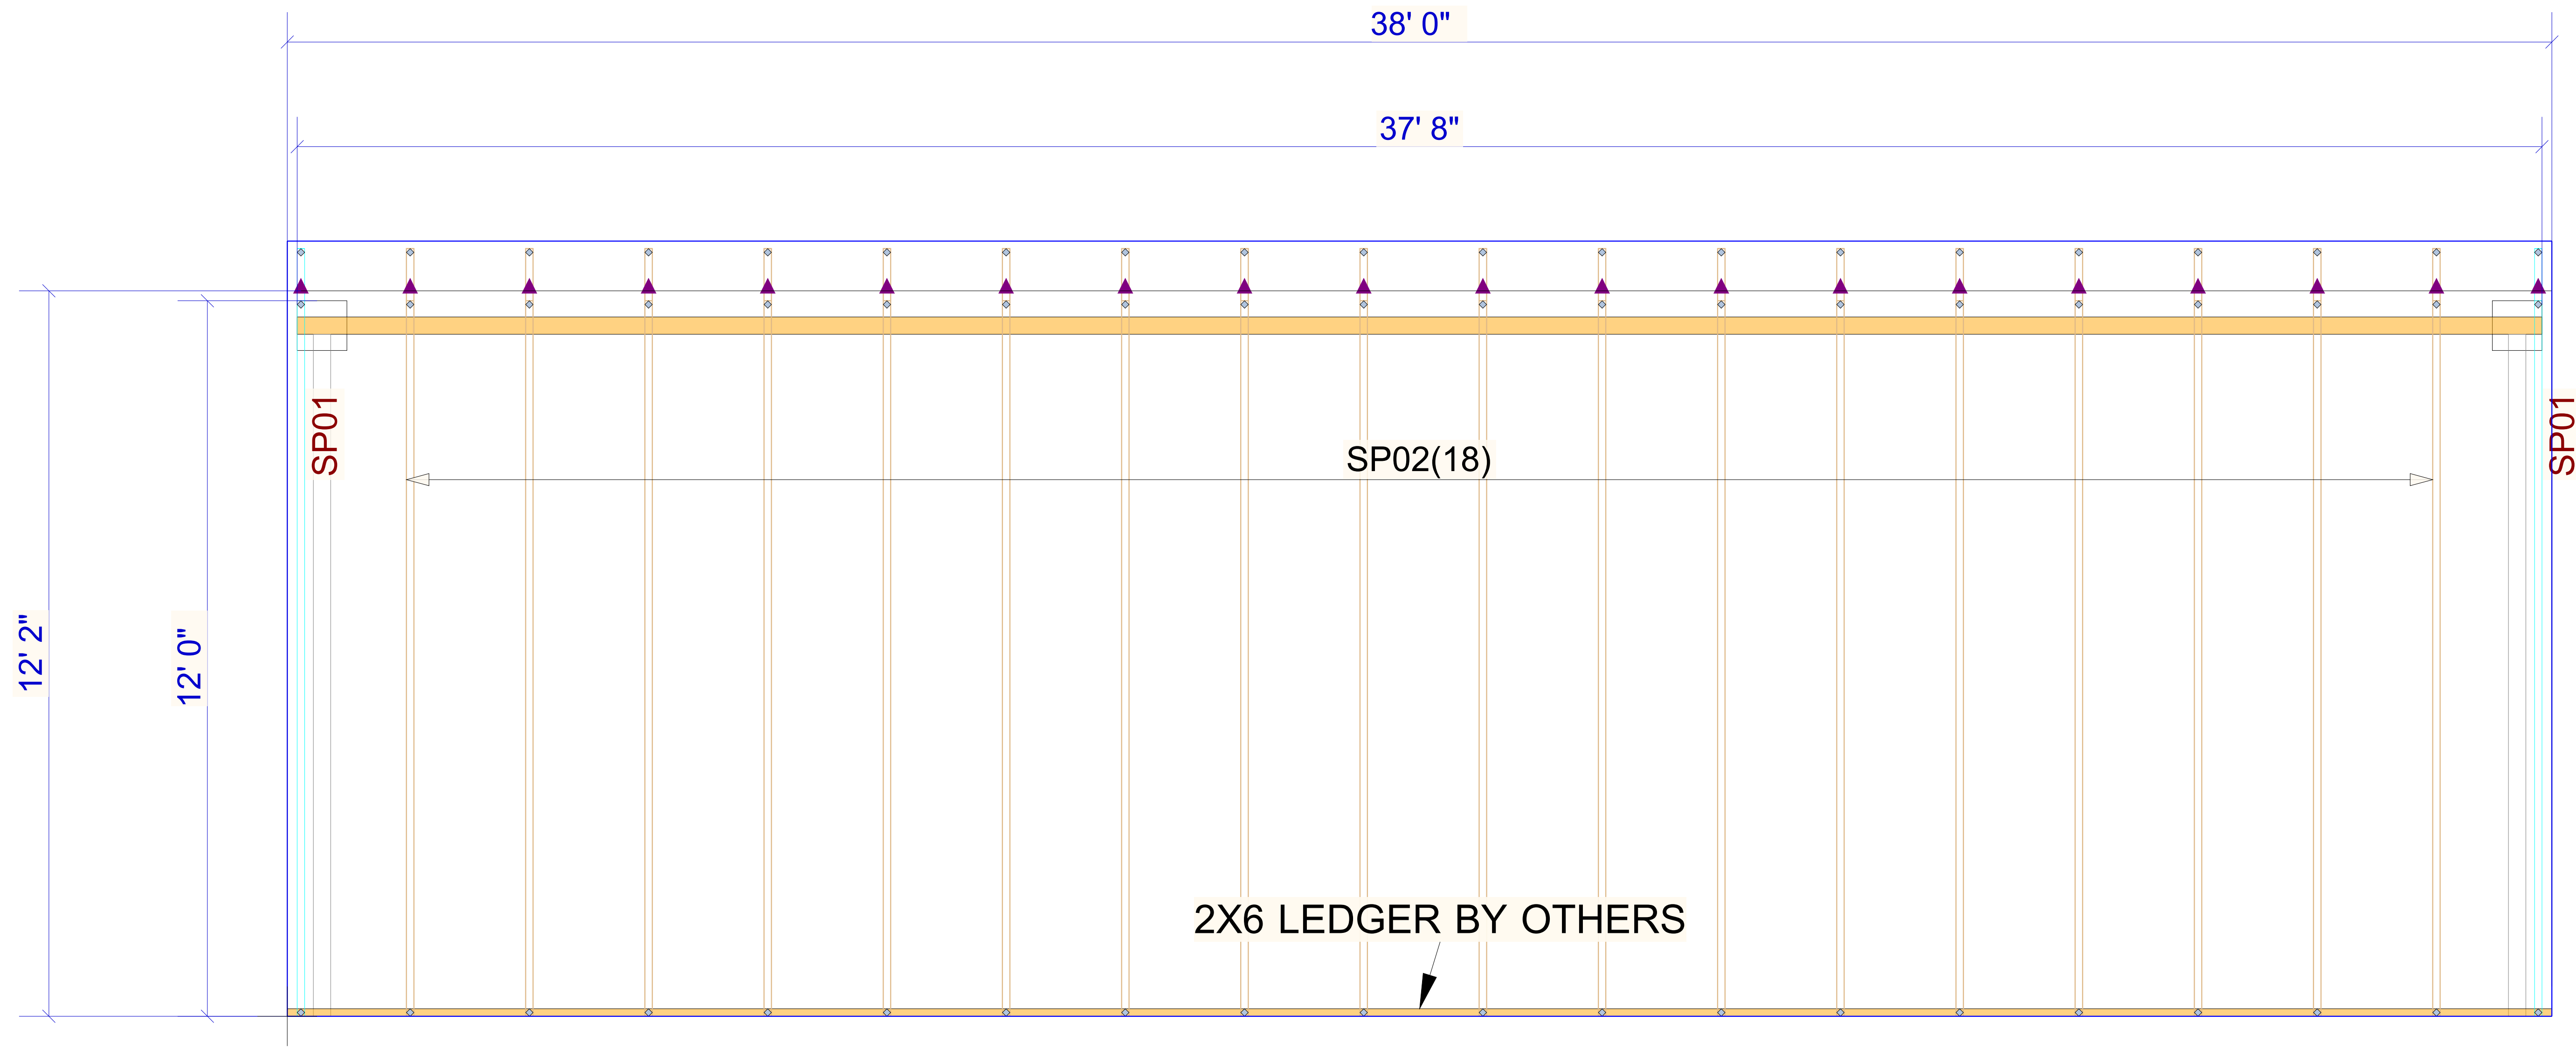 38' 0"
37' 8"
SP01
SP01
SP02(18)
12' 2"
12' 0"
2X6 LEDGER BY OTHERS